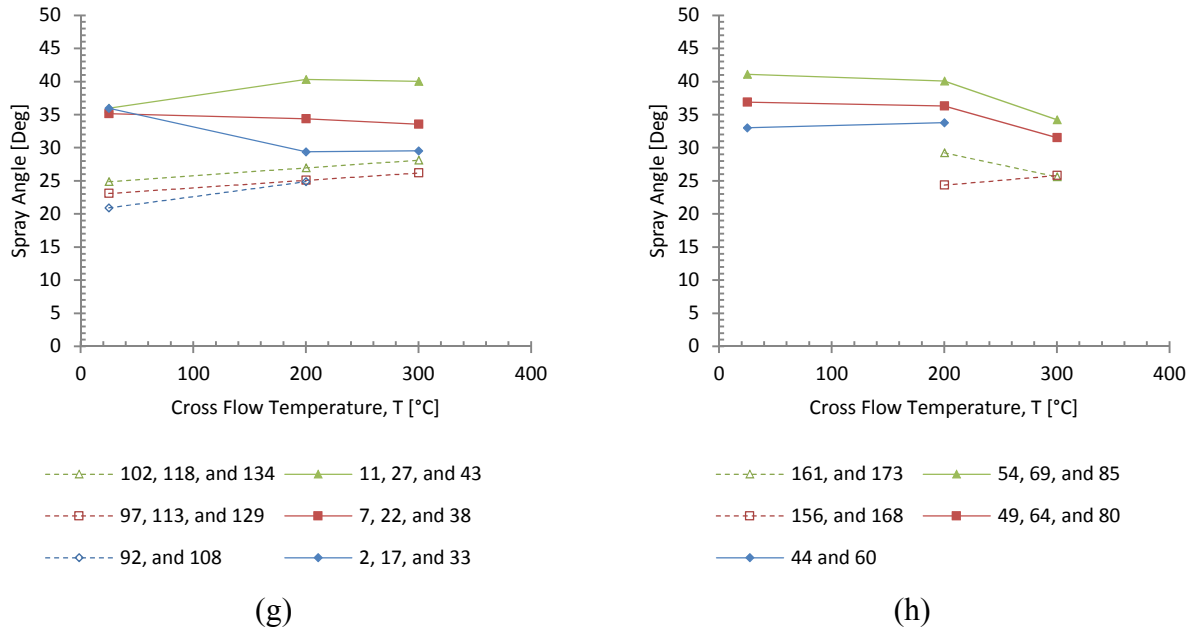 50
45
40
35
30
25
20
15
10
5
0
Spray Angle [Deg]
0 100 200 300 400
Cross Flow Temperature, T [°C]
102, 118, and 134 11, 27, and 43
97, 113, and 129 7, 22, and 38
92, and 108 2, 17, and 33
(g)
50
45
40
35
30
25
20
15
10
5
0
Spray Angle [Deg]
0 100 200 300 400
Cross Flow Temperature, T [°C]
161, and 173 54, 69, and 85
156, and 168 49, 64, and 80
44 and 60
(h)